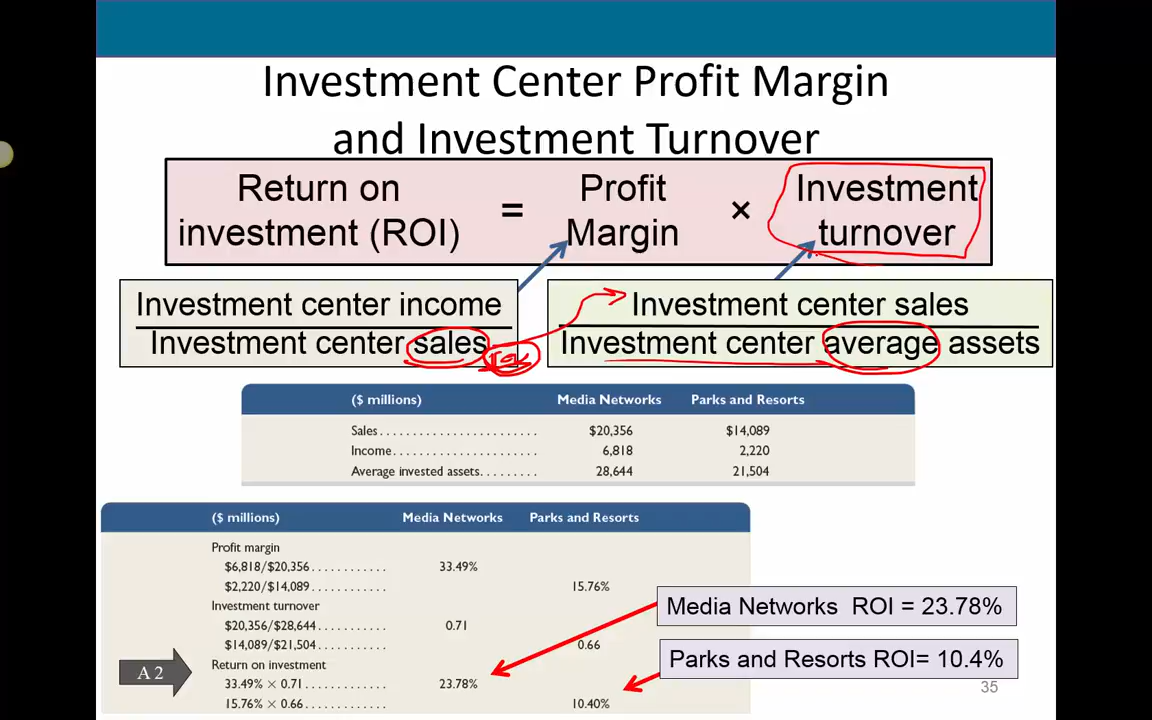 Investment Center Profit Margin
and Investment Turnover
Return on
investment (ROI)
=
Profit
Margin
×
Investment
turnover
Investment center income
Investment center sales
Investment center sales
Investment center average assets
($ millions) Media Networks Parks and Resorts
Sales . . . . . . . . . . . . . . . . . . . . . . . . $20,356 $14,089
Income . . . . . . . . . . . . . . . . . . . . . . 6,818 2,220
Average invested assets . . . . . . . . . 28,644 21,504
($ millions) Media Networks Parks and Resorts
Profit margin
$6,818/$20,356 . . . . . . . . . . . . 33.49%
$2,220/$14,089 . . . . . . . . . . . . 15.76%
Investment turnover
$20,356/$28,644 . . . . . . . . . . . 0.71
$14,089/$21,504 . . . . . . . . . . . 0.66
Return on investment
33.49% × 0.71 . . . . . . . . . . . . . 23.78%
15.76% × 0.66 . . . . . . . . . . . . . 10.40%
A 2
Media Networks ROI = 23.78%
Parks and Resorts ROI= 10.4%
35